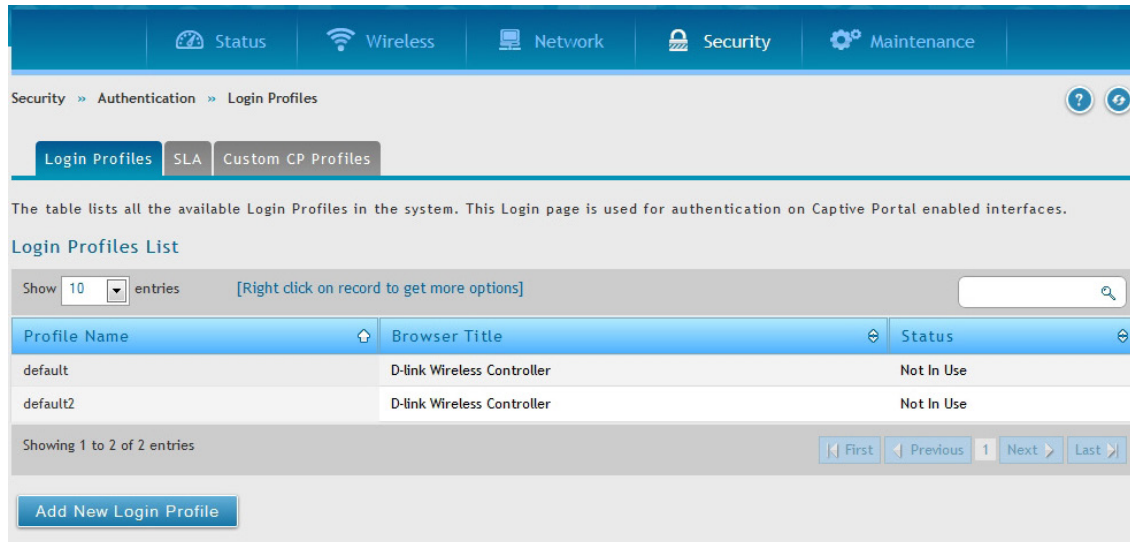 Status Wireless Network Security Maintenance
Security » Authentication » Login Profiles ?
Login Profiles SLA Custom CP Profiles
The table lists all the available Login Profiles in the system. This Login page is used for authentication on Captive Portal enabled interfaces.
Login Profiles List
Show 10 entries [Right click on record to get more options]
Profile Name Browser Title Status
default D-link Wireless Controller Not In Use
default2 D-link Wireless Controller Not In Use
Showing 1 to 2 of 2 entries First Previous 1 Next Last
Add New Login Profile